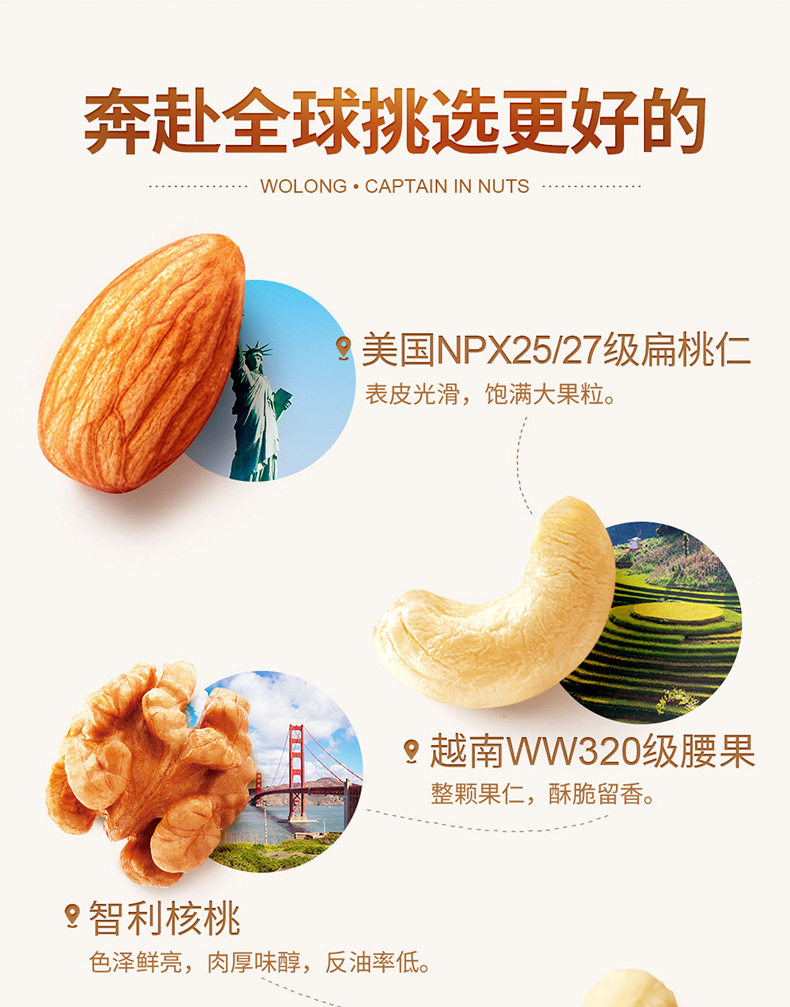 奔赴全球挑选更好的
WOLONG • CAPTAIN IN NUTS
美国NPX25/27级扁桃仁
表皮光滑，饱满大果粒。
越南WW320级腰果
整颗果仁，酥脆留香。
智利核桃
色泽鲜亮，肉厚味醇，反油率低。